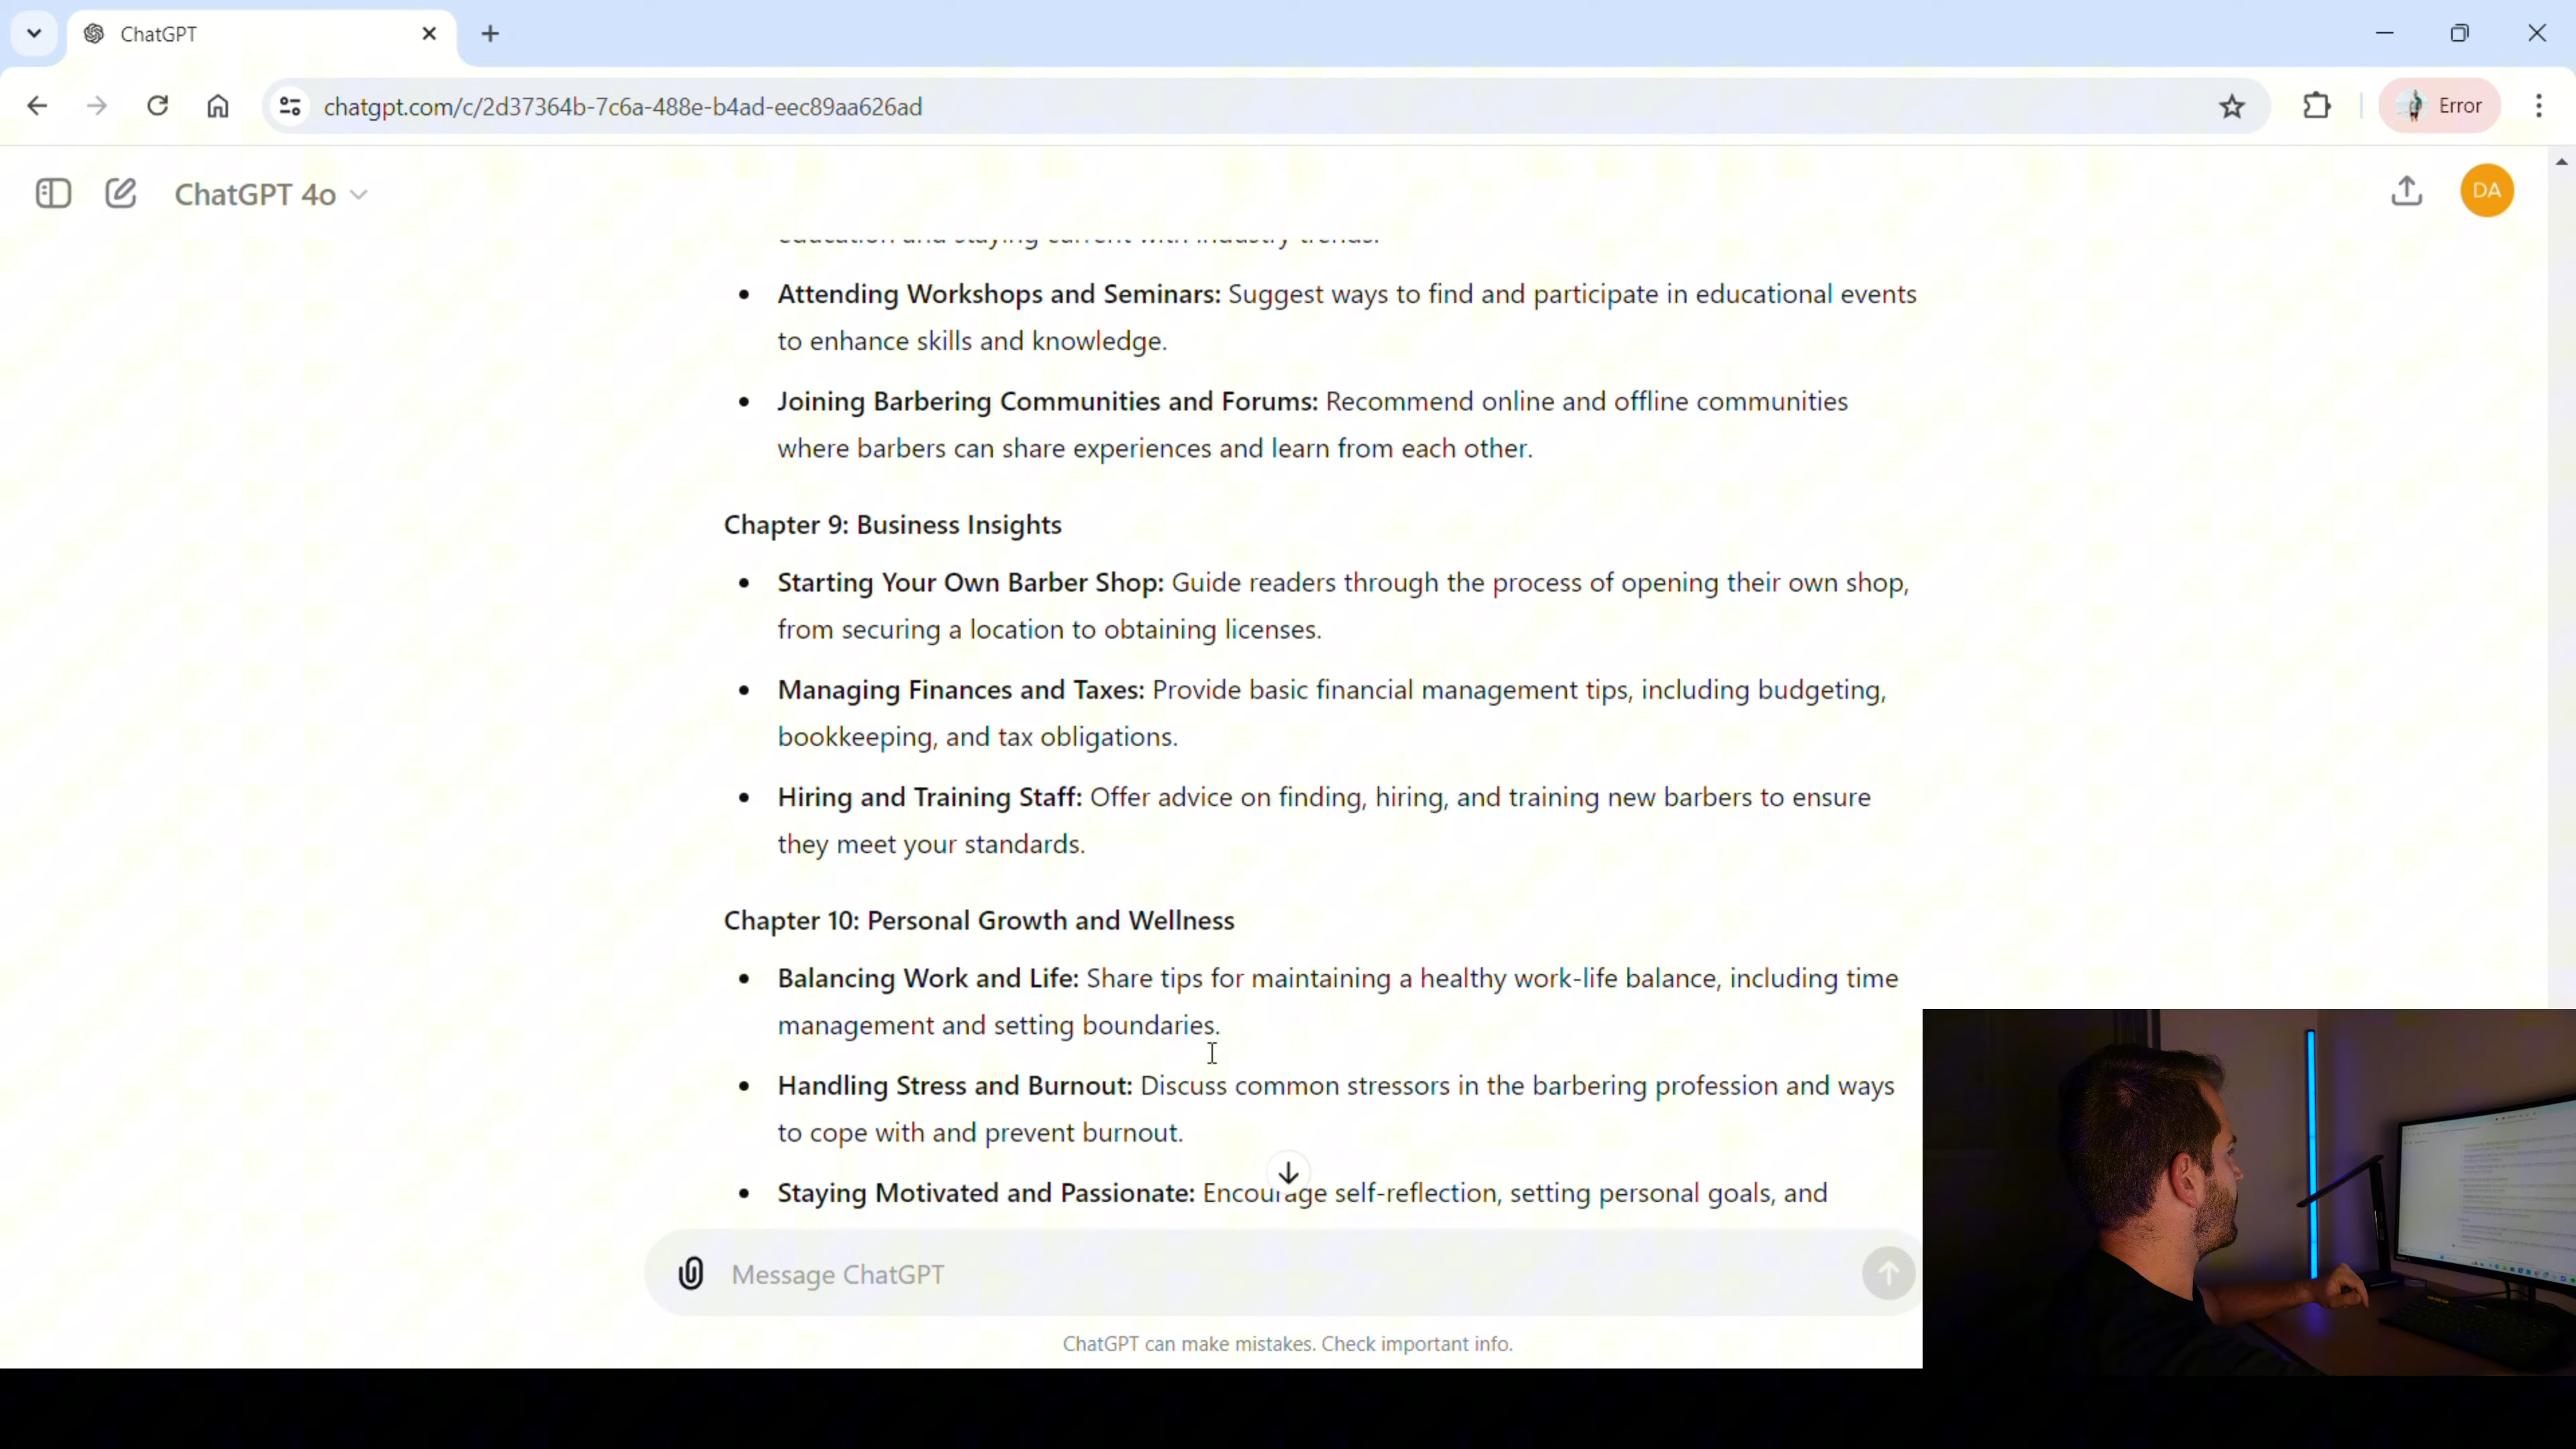 ChatGPT
chatgpt.com/c/2d37364b-7c6a-488e-b4ad-eec89aa626ad
Error
ChatGPT 4o
DA
education and staying current with industry trends.
• Attending Workshops and Seminars: Suggest ways to find and participate in educational events
to enhance skills and knowledge.
• Joining Barbering Communities and Forums: Recommend online and offline communities
where barbers can share experiences and learn from each other.
Chapter 9: Business Insights
• Starting Your Own Barber Shop: Guide readers through the process of opening their own shop,
from securing a location to obtaining licenses.
• Managing Finances and Taxes: Provide basic financial management tips, including budgeting,
bookkeeping, and tax obligations.
• Hiring and Training Staff: Offer advice on finding, hiring, and training new barbers to ensure
they meet your standards.
Chapter 10: Personal Growth and Wellness
• Balancing Work and Life: Share tips for maintaining a healthy work-life balance, including time
management and setting boundaries.
• Handling Stress and Burnout: Discuss common stressors in the barbering profession and ways
to cope with and prevent burnout.
• Staying Motivated and Passionate: Encourage self-reflection, setting personal goals, and
Message ChatGPT
ChatGPT can make mistakes. Check important info.